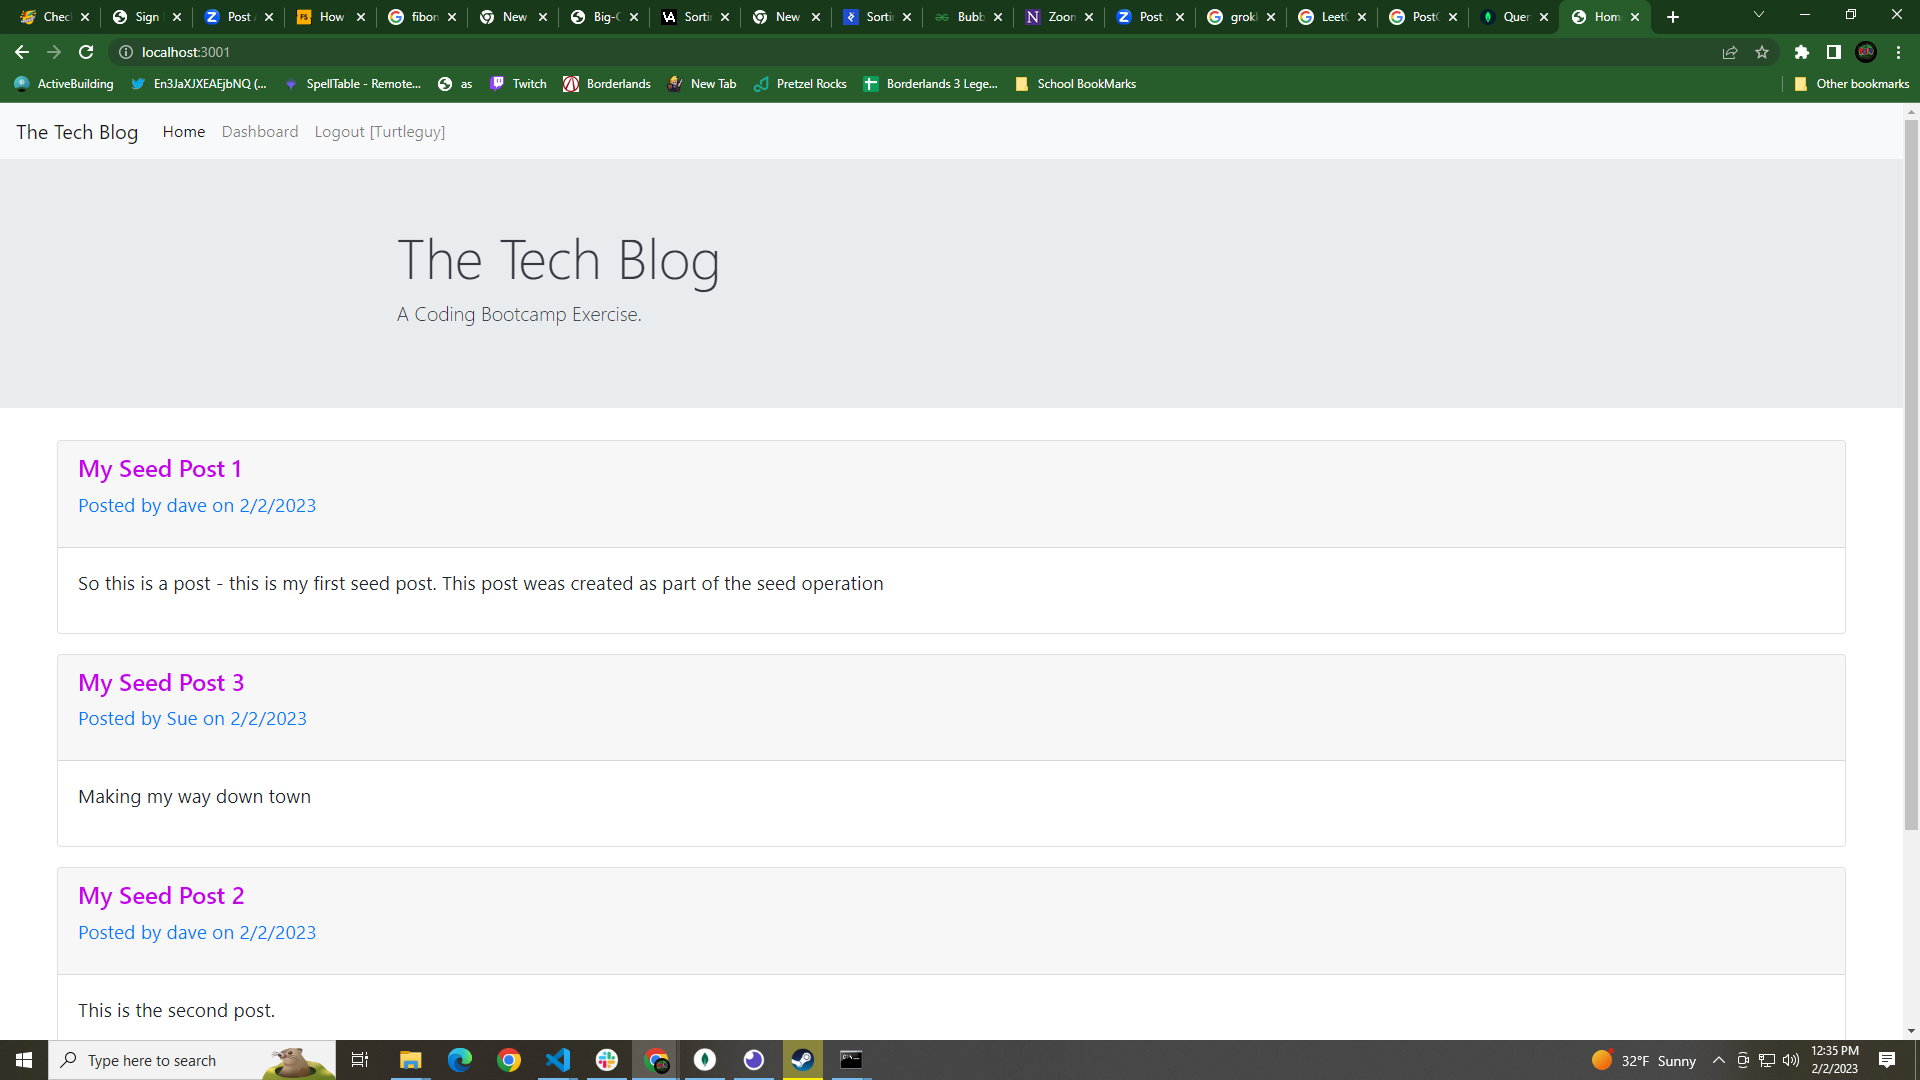 Chec
Sign
Post
How
fibon
New
Big-
Sorti
New
Sorti
Bubb
Zoom
Post
grokl
LeetC
PostG
Quer
Hom
localhost:3001
ActiveBuilding
En3JaXJXEAEjbNQ (...
SpellTable - Remote...
as
Twitch
Borderlands
New Tab
Pretzel Rocks
Borderlands 3 Lege...
School BookMarks
Other bookmarks
The Tech Blog Home Dashboard Logout [Turtleguy]
The Tech Blog
A Coding Bootcamp Exercise.
My Seed Post 1
Posted by dave on 2/2/2023
So this is a post - this is my first seed post. This post weas created as part of the seed operation
My Seed Post 3
Posted by Sue on 2/2/2023
Making my way down town
My Seed Post 2
Posted by dave on 2/2/2023
This is the second post.
Type here to search
32°F Sunny
12:35 PM
2/2/2023